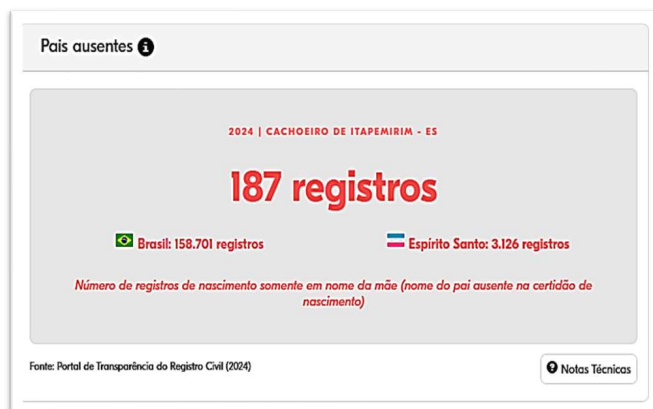 Pais ausentes
2024 | CACHOEIRO DE ITAPEMIRIM - ES
187 registros
Brasil: 158.701 registros
Espírito Santo: 3.126 registros
Número de registros de nascimento somente em nome da mãe (nome do pai ausente na certidão de
nascimento)
Fonte: Portal de Transparência do Registro Civil (2024)
Notas Técnicas